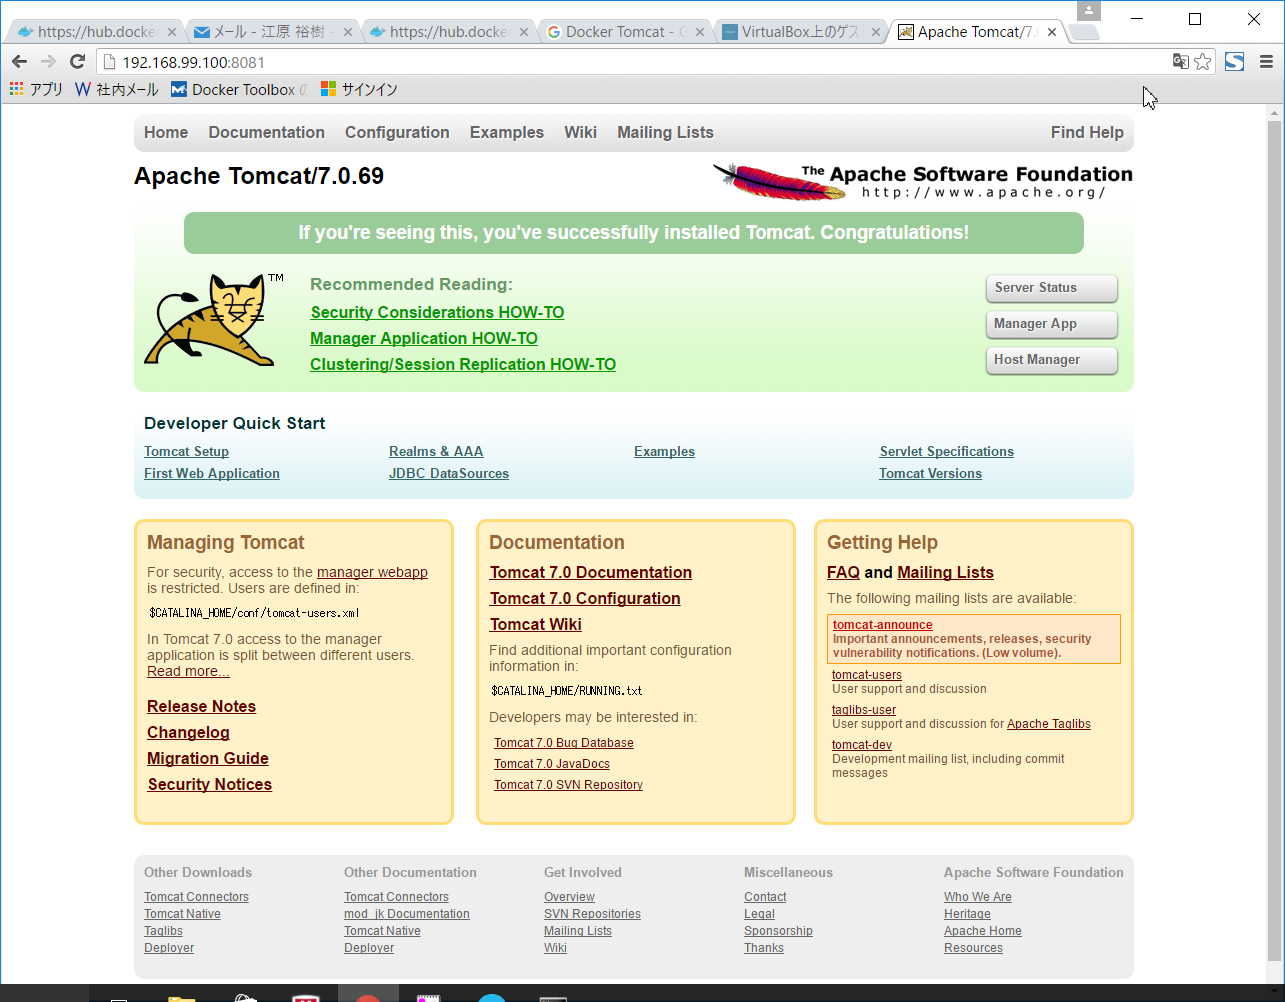 https://hub.docke
メール - 江原 裕樹 -
https://hub.docke
Docker Tomcat - G
VirtualBox上のゲス
Apache Tomcat/7.
192.168.99.100:8081
アプリ
社内メール
Docker Toolbox
サインイン
Home
Documentation
Configuration
Examples
Wiki
Mailing Lists
Find Help
Apache Tomcat/7.0.69
The Apache Software Foundation
http://www.apache.org/
If you're seeing this, you've successfully installed Tomcat. Congratulations!
TM
Recommended Reading:
Security Considerations HOW-TO
Manager Application HOW-TO
Clustering/Session Replication HOW-TO
Server Status
Manager App
Host Manager
Developer Quick Start
Tomcat Setup
First Web Application
Realms & AAA
JDBC DataSources
Examples
Servlet Specifications
Tomcat Versions
Managing Tomcat
For security, access to the manager webapp
is restricted. Users are defined in:
$CATALINA_HOME/conf/tomcat-users.xml
In Tomcat 7.0 access to the manager
application is split between different users.
Read more...
Release Notes
Changelog
Migration Guide
Security Notices
Documentation
Tomcat 7.0 Documentation
Tomcat 7.0 Configuration
Tomcat Wiki
Find additional important configuration
information in:
$CATALINA_HOME/RUNNING.txt
Developers may be interested in:
Tomcat 7.0 Bug Database
Tomcat 7.0 JavaDocs
Tomcat 7.0 SVN Repository
Getting Help
FAQ and Mailing Lists
The following mailing lists are available:
tomcat-announce
Important announcements, releases, security
vulnerability notifications. (Low volume).
tomcat-users
User support and discussion
taglibs-user
User support and discussion for Apache Taglibs
tomcat-dev
Development mailing list, including commit
messages
Other Downloads
Tomcat Connectors
Tomcat Native
Taglibs
Deployer
Other Documentation
Tomcat Connectors
mod_jk Documentation
Tomcat Native
Deployer
Get Involved
Overview
SVN Repositories
Mailing Lists
Wiki
Miscellaneous
Contact
Legal
Sponsorship
Thanks
Apache Software Foundation
Who We Are
Heritage
Apache Home
Resources